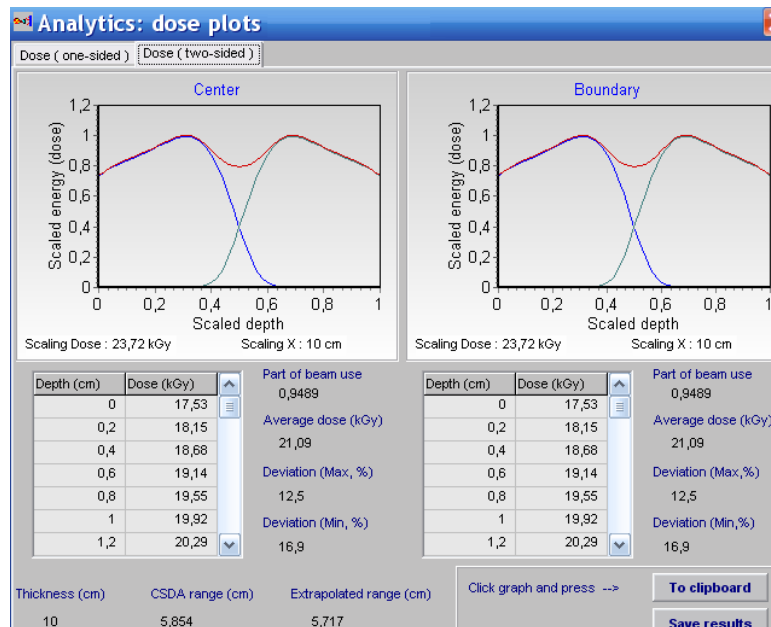 Analytics: dose plots
Dose ( one-sided )
Dose ( two-sided )
Center
1,2
1
0,8
0,6
0,4
0,2
0
Scaled energy (dose)
0 0,2 0,4 0,6 0,8 1
Scaled depth
Scaling Dose : 23,72 kGy Scaling X : 10 cm
Boundary
1,2
1
0,8
0,6
0,4
0,2
0
Scaled energy (dose)
0 0,2 0,4 0,6 0,8 1
Scaled depth
Scaling Dose : 23,72 kGy Scaling X : 10 cm
Depth (cm) Dose (kGy)
0 17,53
0,2 18,15
0,4 18,68
0,6 19,14
0,8 19,55
1 19,92
1,2 20,29
Part of beam use
0,9489
Average dose (kGy)
21,09
Deviation (Max, %)
12,5
Deviation (Min, %)
16,9
Depth (cm) Dose (kGy)
0 17,53
0,2 18,15
0,4 18,68
0,6 19,14
0,8 19,55
1 19,92
1,2 20,29
Part of beam use
0,9489
Average dose (kGy)
21,09
Deviation (Max,%)
12,5
Deviation (Min,%)
16,9
Thickness (cm) CSDA range (cm) Extrapolated range (cm)
10 5,854 5,717
Click graph and press -->
To clipboard
Save results